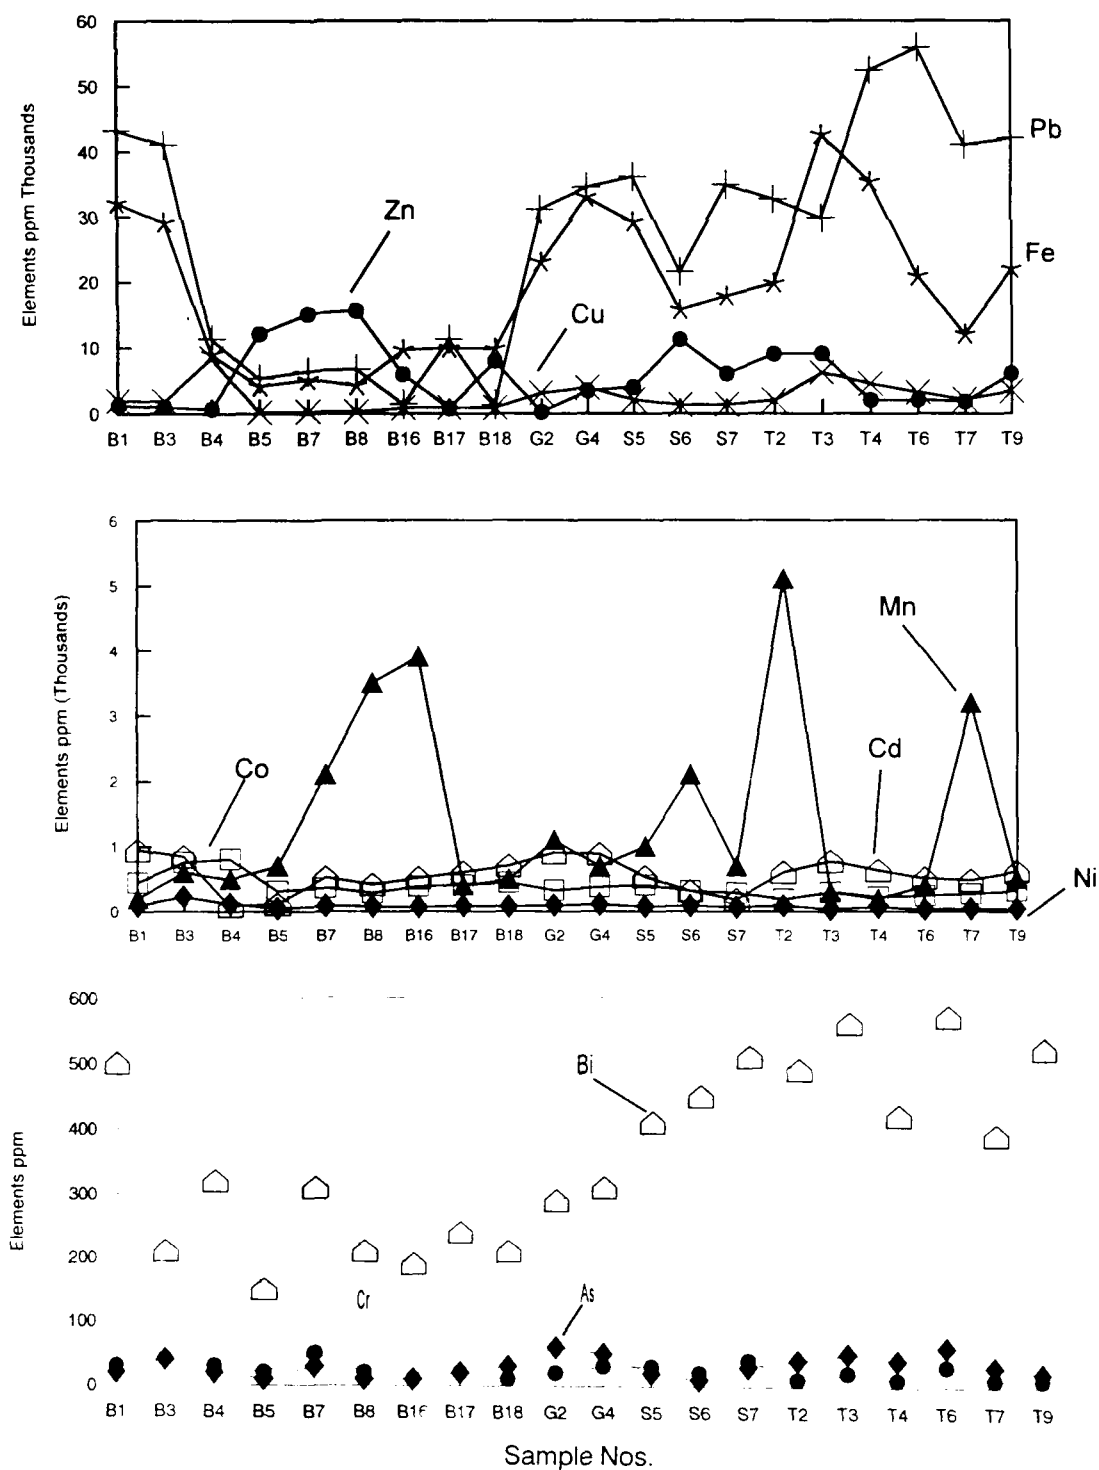 60
50
40
30
20
10
0
Elements ppm Thousands
Pb
Fe
Zn
Cu
B1 B3 B4 B5 B7 B8 B16 B17 B18 G2 G4 S5 S6 S7 T2 T3 T4 T6 T7 T9
6
5
4
3
2
1
0
Elements ppm (Thousands)
Mn
Cd
Co
Ni
B1 B3 B4 B5 B7 B8 B16 B17 B18 G2 G4 S5 S6 S7 T2 T3 T4 T6 T7 T9
600
500
400
300
200
100
0
Elements ppm
Bi
Cr
As
B1 B3 B4 B5 B7 B8 B16 B17 B18 G2 G4 S5 S6 S7 T2 T3 T4 T6 T7 T9
Sample Nos.